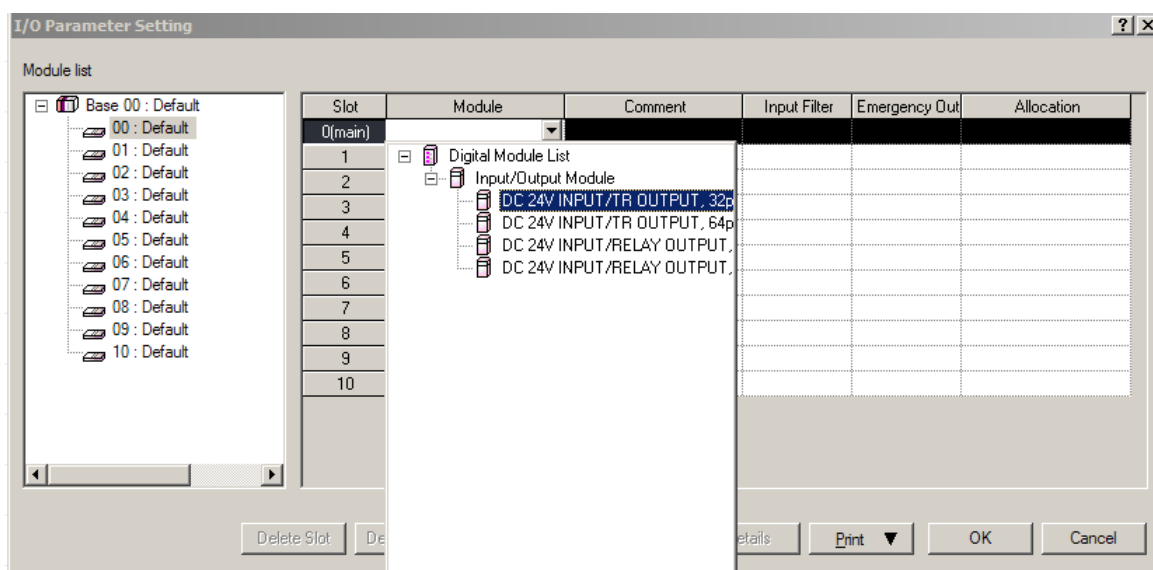 I/O Parameter Setting
Module list
Base 00 : Default
00 : Default
01 : Default
02 : Default
03 : Default
04 : Default
05 : Default
06 : Default
07 : Default
08 : Default
09 : Default
10 : Default
Slot Module Comment Input Filter Emergency Out Allocation
0(main)
1
2
3
4
5
6
7
8
9
10
Digital Module List
Input/Output Module
DC 24V INPUT/TR OUTPUT, 32p
DC 24V INPUT/TR OUTPUT, 64p
DC 24V INPUT/RELAY OUTPUT,
DC 24V INPUT/RELAY OUTPUT,
Delete Slot De etails Print ▼ OK Cancel